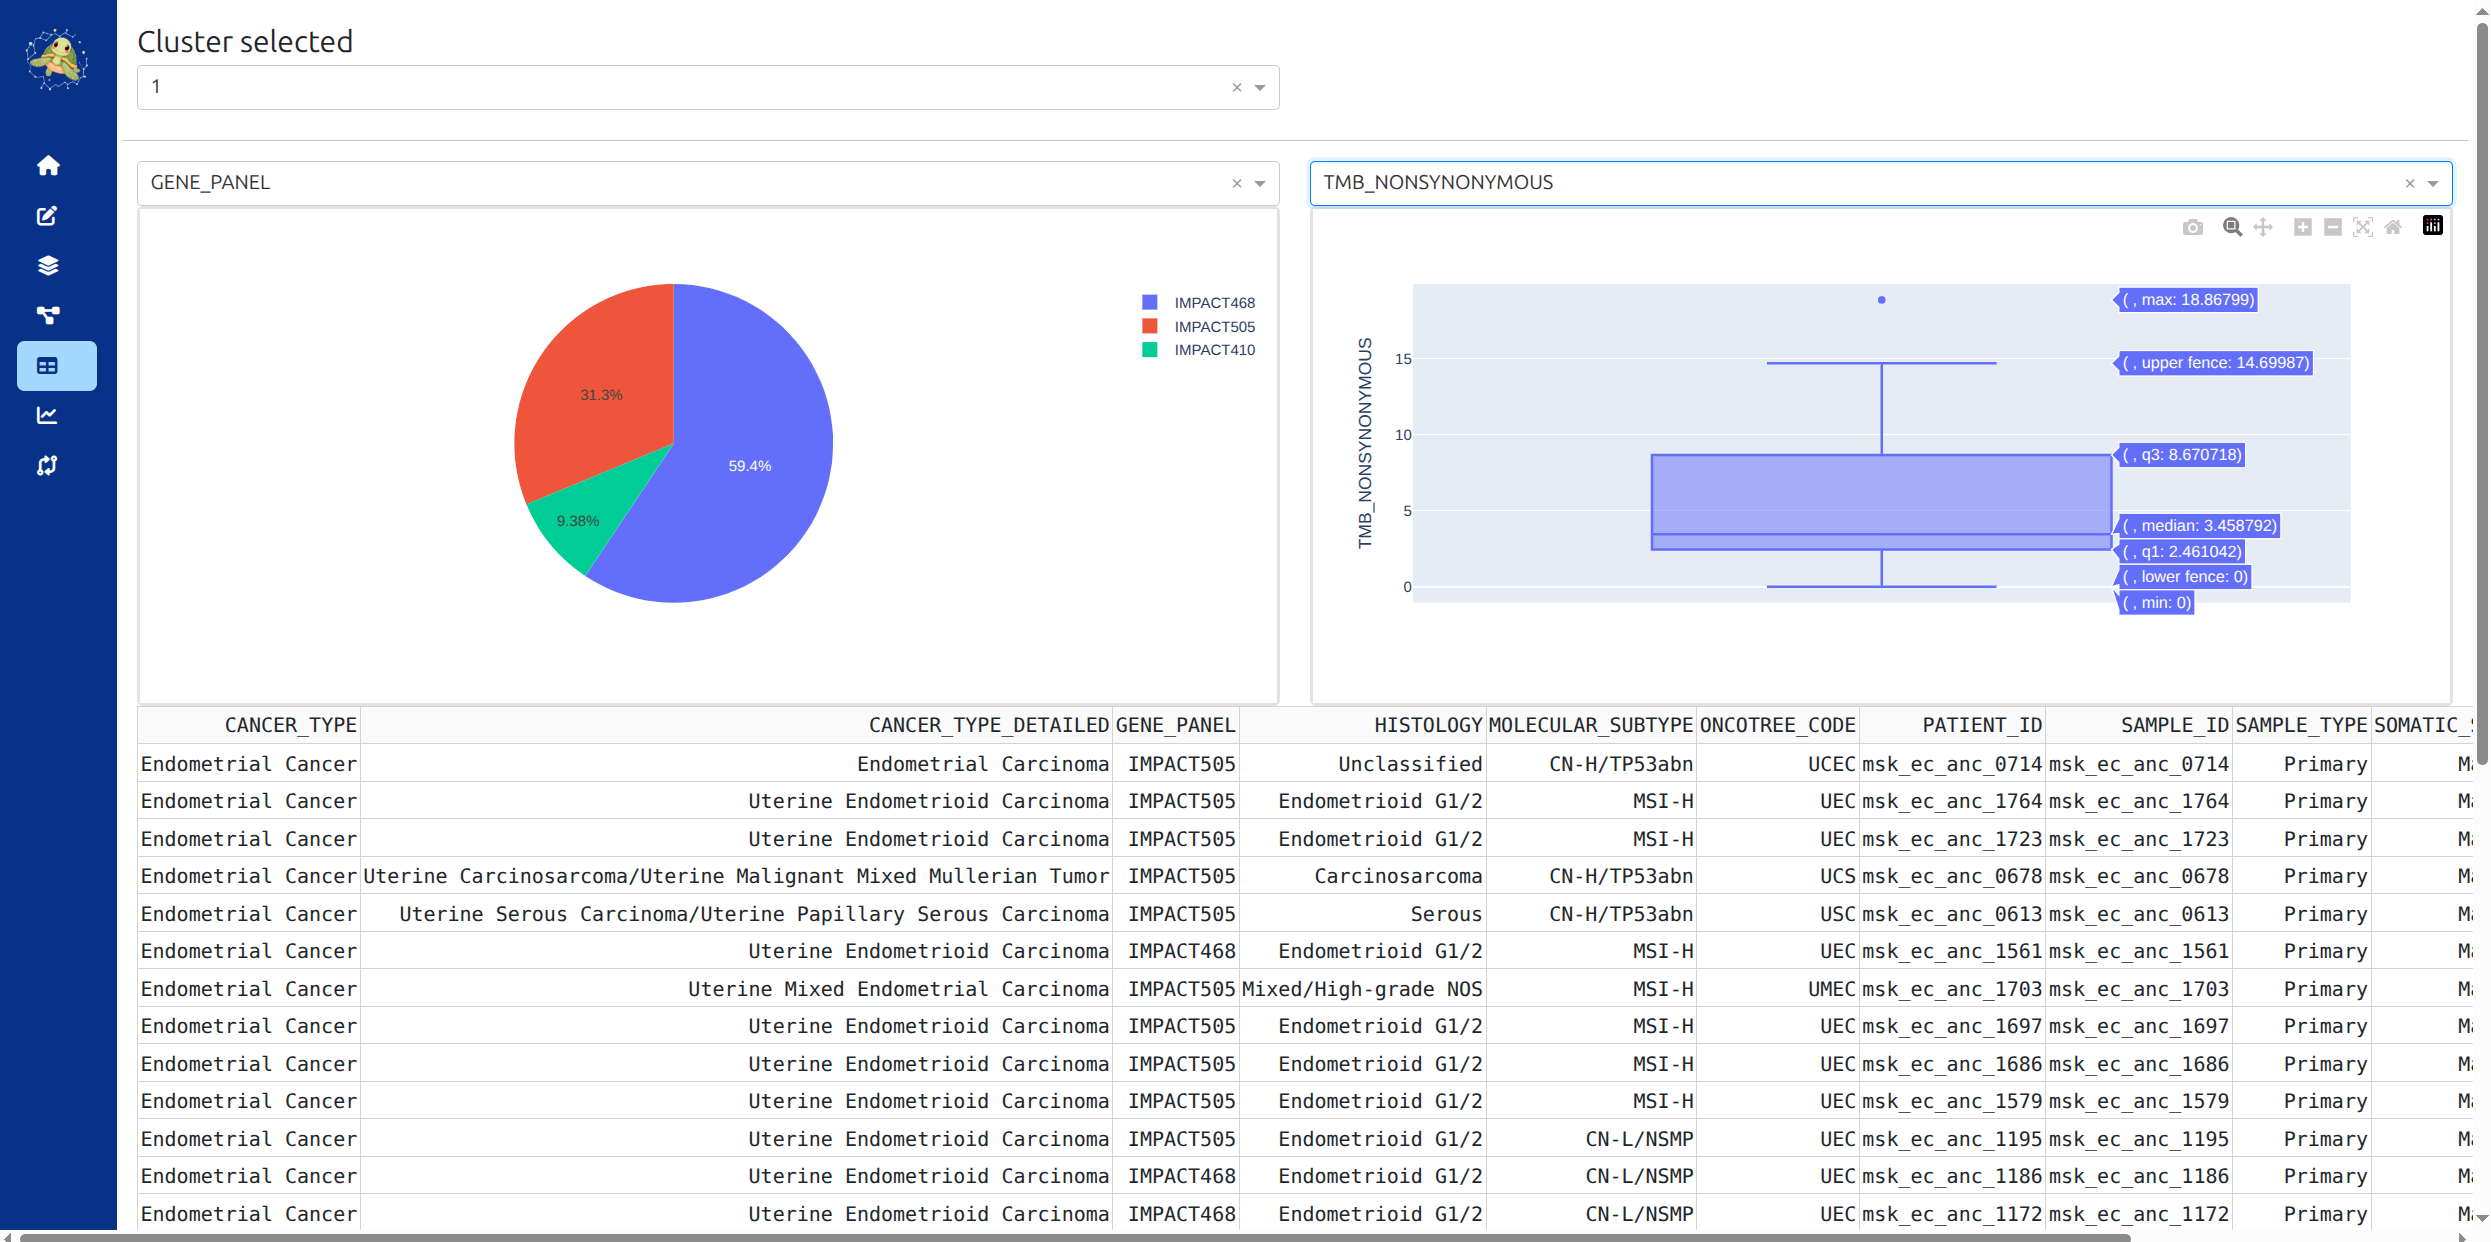 Cluster selected
1
GENE_PANEL
TMB_NONSYNONYMOUS
IMPACT468
IMPACT505
IMPACT410
31.3%
59.4%
9.38%
TMB_NONSYNONYMOUS
15
10
5
0
( , max: 18.86799)
( , upper fence: 14.69987)
( , q3: 8.670718)
( , median: 3.458792)
( , q1: 2.461042)
( , lower fence: 0)
( , min: 0)
CANCER_TYPE CANCER_TYPE_DETAILED GENE_PANEL HISTOLOGY MOLECULAR_SUBTYPE ONCOTREE_CODE PATIENT_ID SAMPLE_ID SAMPLE_TYPE SOMATIC_
Endometrial Cancer Endometrial Carcinoma IMPACT505 Unclassified CN-H/TP53abn UCEC msk_ec_anc_0714 msk_ec_anc_0714 Primary M
Endometrial Cancer Uterine Endometrioid Carcinoma IMPACT505 Endometrioid G1/2 MSI-H UEC msk_ec_anc_1764 msk_ec_anc_1764 Primary M
Endometrial Cancer Uterine Endometrioid Carcinoma IMPACT505 Endometrioid G1/2 MSI-H UEC msk_ec_anc_1723 msk_ec_anc_1723 Primary M
Endometrial Cancer Uterine Carcinosarcoma/Uterine Malignant Mixed Mullerian Tumor IMPACT505 Carcinosarcoma CN-H/TP53abn UCS msk_ec_anc_0678 msk_ec_anc_0678 Primary M
Endometrial Cancer Uterine Serous Carcinoma/Uterine Papillary Serous Carcinoma IMPACT505 Serous CN-H/TP53abn USC msk_ec_anc_0613 msk_ec_anc_0613 Primary M
Endometrial Cancer Uterine Endometrioid Carcinoma IMPACT468 Endometrioid G1/2 MSI-H UEC msk_ec_anc_1561 msk_ec_anc_1561 Primary M
Endometrial Cancer Uterine Mixed Endometrial Carcinoma IMPACT505 Mixed/High-grade NOS MSI-H UMEC msk_ec_anc_1703 msk_ec_anc_1703 Primary M
Endometrial Cancer Uterine Endometrioid Carcinoma IMPACT505 Endometrioid G1/2 MSI-H UEC msk_ec_anc_1697 msk_ec_anc_1697 Primary M
Endometrial Cancer Uterine Endometrioid Carcinoma IMPACT505 Endometrioid G1/2 MSI-H UEC msk_ec_anc_1686 msk_ec_anc_1686 Primary M
Endometrial Cancer Uterine Endometrioid Carcinoma IMPACT505 Endometrioid G1/2 MSI-H UEC msk_ec_anc_1579 msk_ec_anc_1579 Primary M
Endometrial Cancer Uterine Endometrioid Carcinoma IMPACT505 Endometrioid G1/2 CN-L/NSMP UEC msk_ec_anc_1195 msk_ec_anc_1195 Primary M
Endometrial Cancer Uterine Endometrioid Carcinoma IMPACT468 Endometrioid G1/2 CN-L/NSMP UEC msk_ec_anc_1186 msk_ec_anc_1186 Primary M
Endometrial Cancer Uterine Endometrioid Carcinoma IMPACT468 Endometrioid G1/2 CN-L/NSMP UEC msk_ec_anc_1172 msk_ec_anc_1172 Primary M